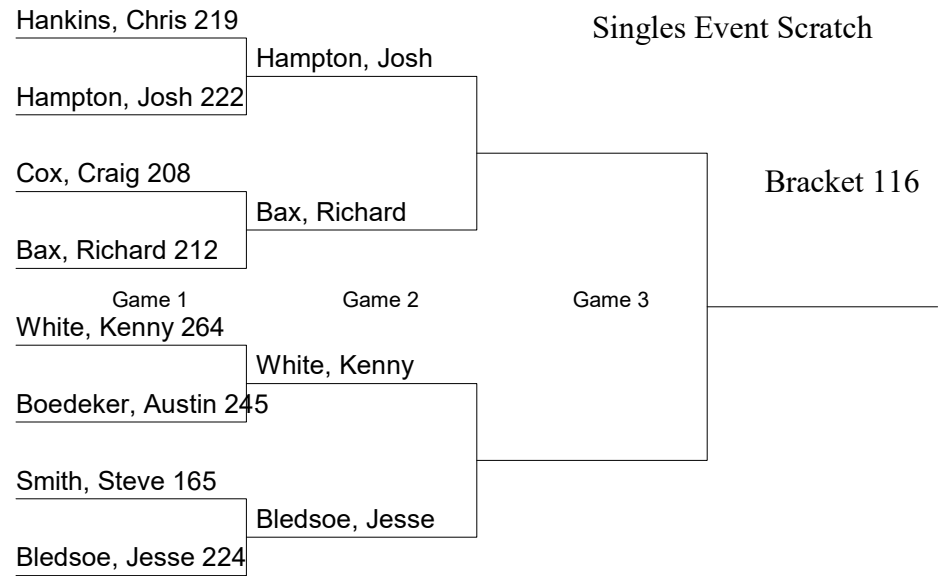 Hankins, Chris 219
Singles Event Scratch
Hampton, Josh
Hampton, Josh 222
Cox, Craig 208
Bracket 116
Bax, Richard
Bax, Richard 212
Game 1
Game 2
Game 3
White, Kenny 264
White, Kenny
Boedeker, Austin 245
Smith, Steve 165
Bledsoe, Jesse
Bledsoe, Jesse 224